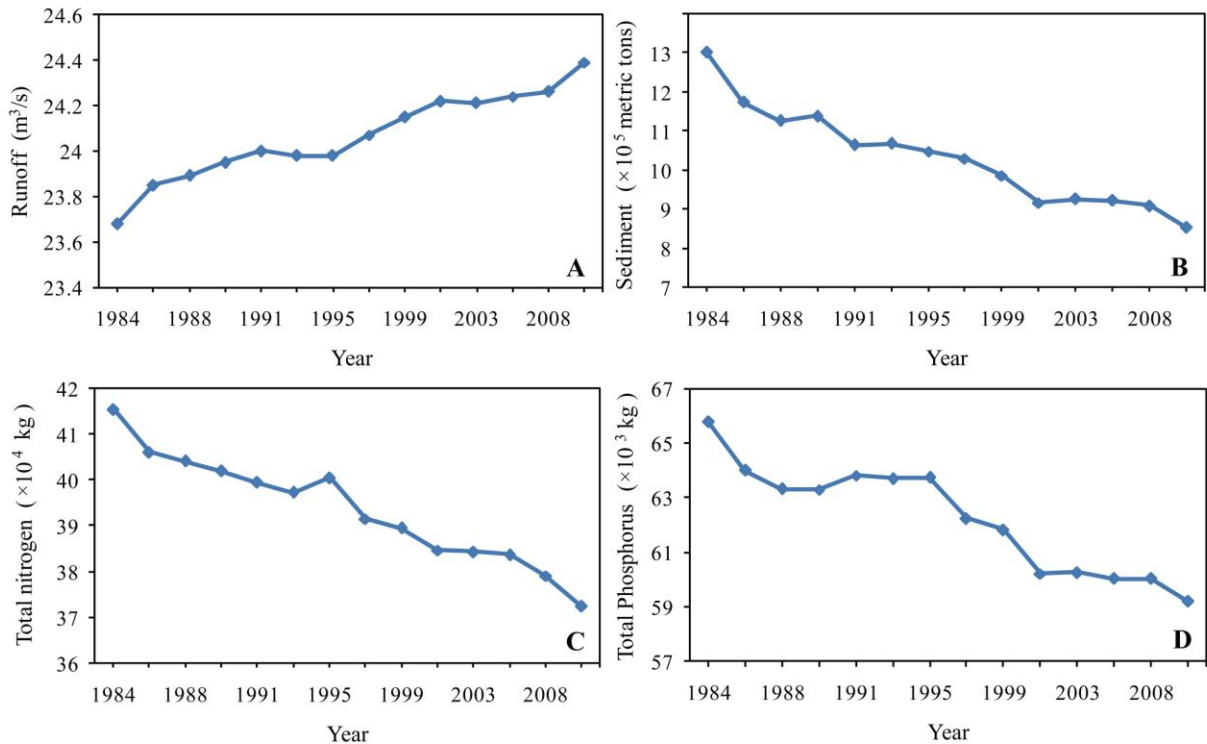 24.6
24.4
24.2
24
23.8
23.6
23.4
Runoff (m³/s)
A
1984 1988 1991 1995 1999 2003 2008
Year
13
12
11
10
9
8
7
Sediment (×10⁵ metric tons)
B
1984 1988 1991 1995 1999 2003 2008
Year
42
41
40
39
38
37
36
Total nitrogen (×10⁴ kg)
C
1984 1988 1991 1995 1999 2003 2008
Year
67
65
63
61
59
57
Total Phosphorus (×10³ kg)
D
1984 1988 1991 1995 1999 2003 2008
Year